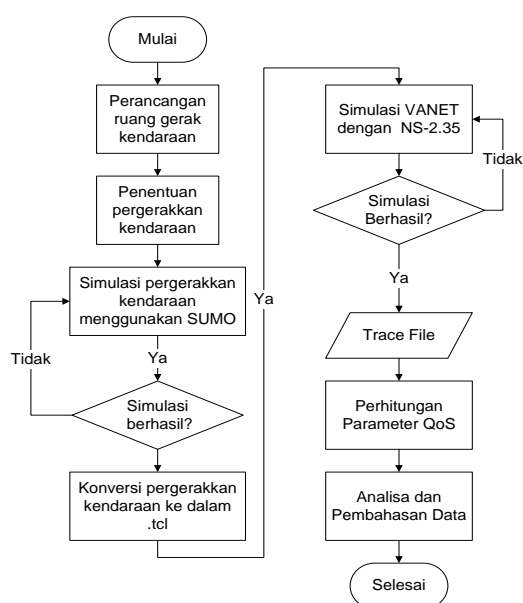 Mulai
Perancangan
ruang gerak
kendaraan
Penentuan
pergerakkan
kendaraan
Simulasi pergerakkan
kendaraan
menggunakan SUMO
Tidak
Ya
Simulasi
berhasil?
Konversi pergerakkan
kendaraan ke dalam
.tcl
Ya
Simulasi VANET
dengan NS-2.35
Tidak
Simulasi
Berhasil?
Ya
Trace File
Perhitungan
Parameter QoS
Analisa dan
Pembahasan Data
Selesai